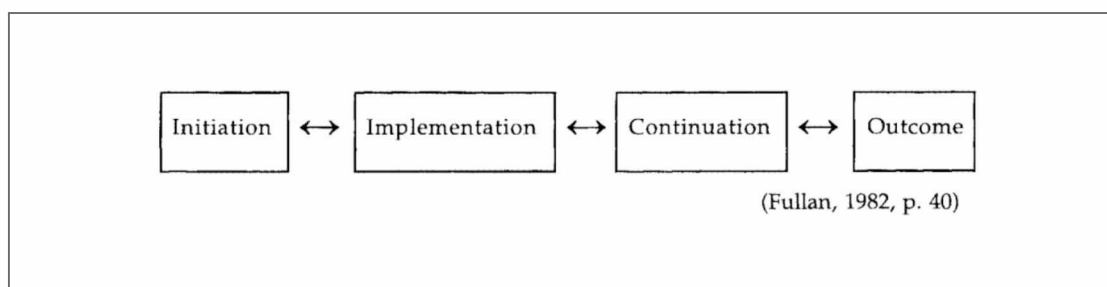 Initiation ↔ Implementation ↔ Continuation ↔ Outcome
(Fullan, 1982, p. 40)